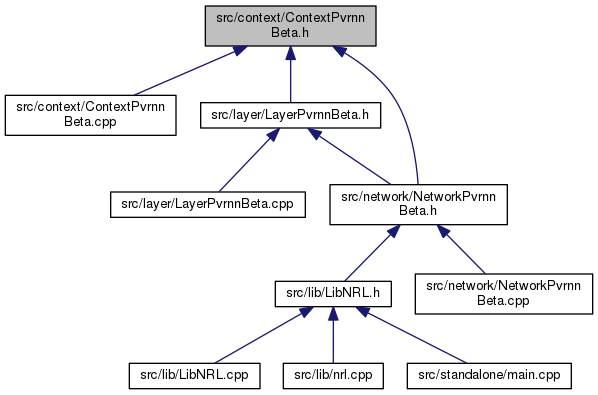 src/context/ContextPvrnn
Beta.h
src/context/ContextPvrnn
Beta.cpp
src/layer/LayerPvrnnBeta.h
src/layer/LayerPvrnnBeta.cpp
src/network/NetworkPvrnn
Beta.h
src/lib/LibNRL.h
src/network/NetworkPvrnn
Beta.cpp
src/lib/LibNRL.cpp
src/lib/nrl.cpp
src/standalone/main.cpp